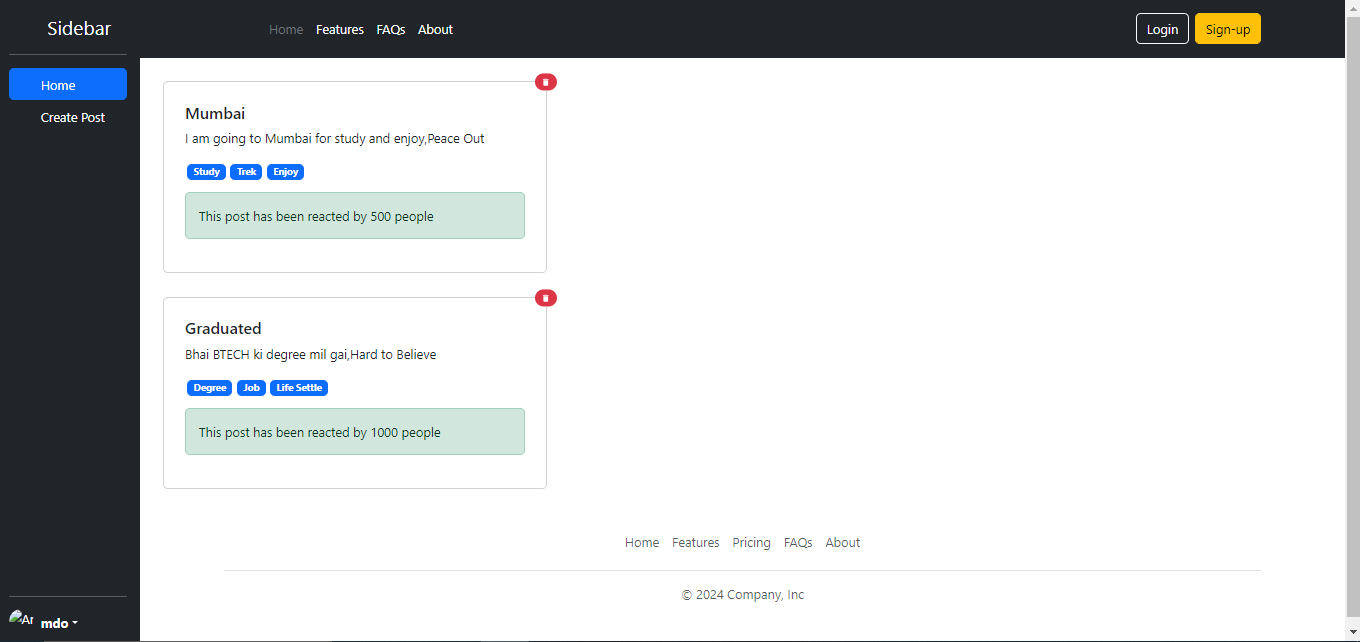 Sidebar
Home
Create Post
mdo
Home Features FAQs About
Login Sign-up
Mumbai
I am going to Mumbai for study and enjoy,Peace Out
Study Trek Enjoy
This post has been reacted by 500 people
Graduated
Bhai BTECH ki degree mil gai,Hard to Believe
Degree Job Life Settle
This post has been reacted by 1000 people
Home Features Pricing FAQs About
© 2024 Company, Inc